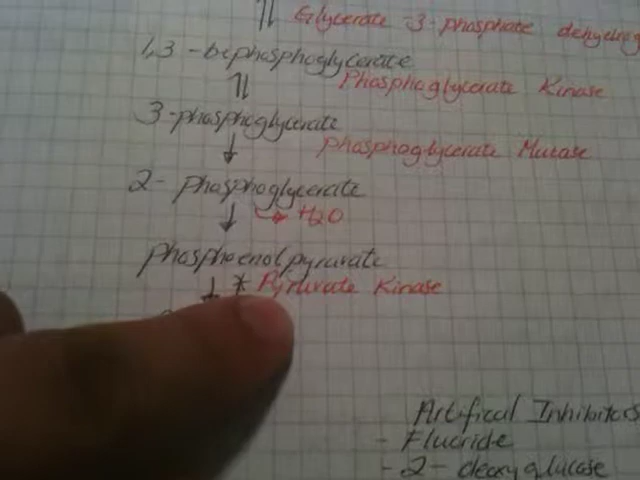 Glycerate-3-phosphate dehydrog
1,3-biphosphoglycerate
Phosphoglycerate Kinase
3-phosphoglycerate
phosphoglycerate Mutase
2-phosphoglycerate
H2O
phosphoenolpyruvate
* Pyruvate Kinase
Artifical Inhibitors
- Fluoride
- 2-deoxyglucose